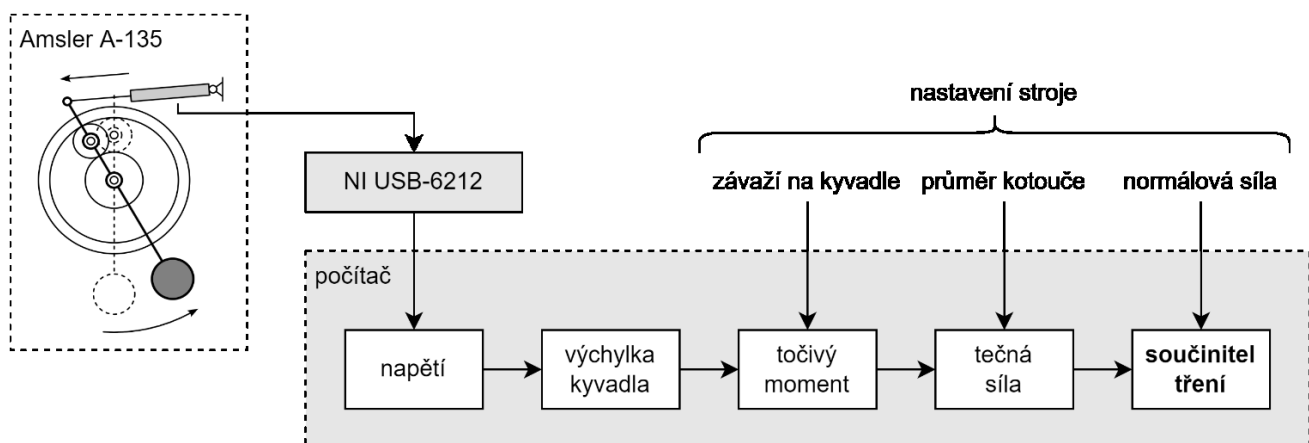 Amsler A-135
nastavení stroje
NI USB-6212
závaží na kyvadle
průměr kotouče
normálová síla
počítač
napětí
výchylka
kyvadla
točivý
moment
tečná
síla
součinitel
tření